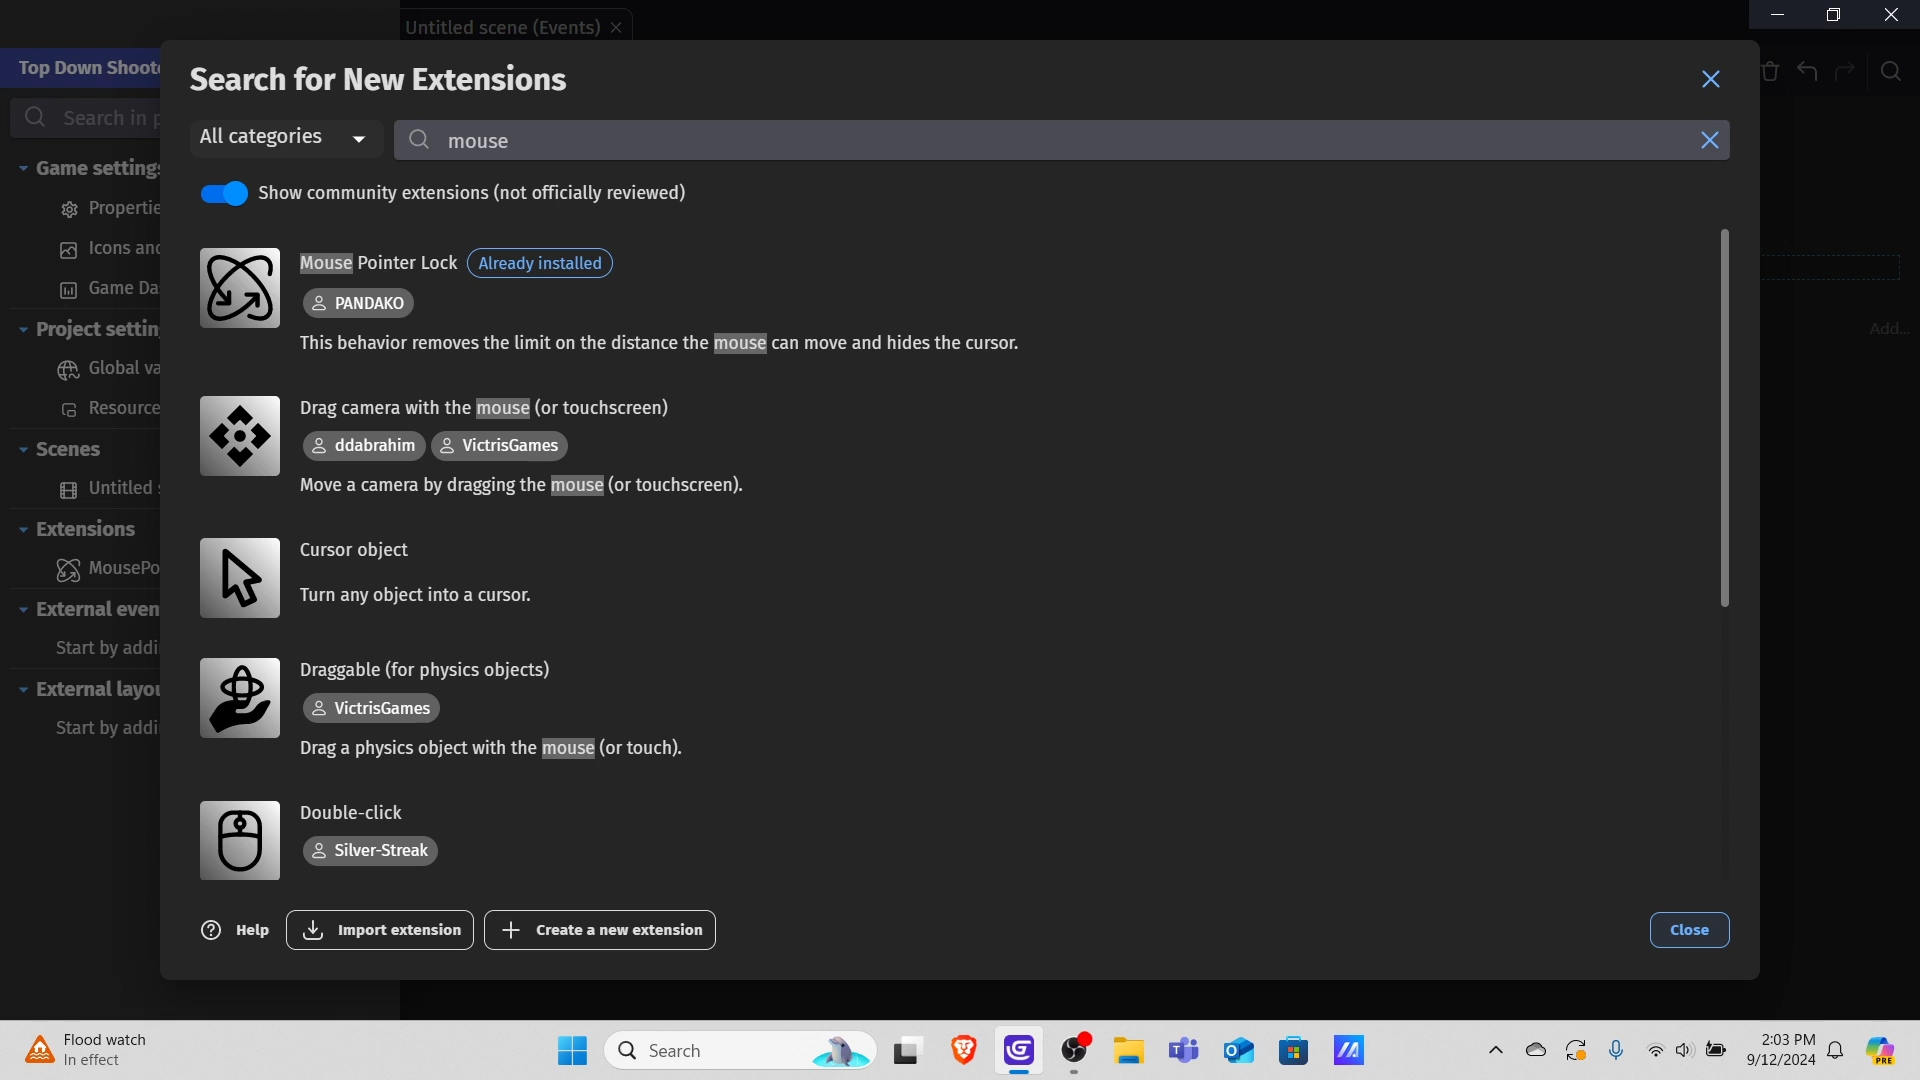 Untitled scene (Events)
Top Down Shoot
Search in p
Game settings
Propertie
Icons and
Game Da
Project settin
Global va
Resource
Scenes
Untitled s
Extensions
MousePo
External even
Start by addi
External layou
Start by addi
Search for New Extensions
All categories
mouse
Show community extensions (not officially reviewed)
Mouse Pointer Lock Already installed
PANDAKO
This behavior removes the limit on the distance the mouse can move and hides the cursor.
Drag camera with the mouse (or touchscreen)
ddabrahim VictrisGames
Move a camera by dragging the mouse (or touchscreen).
Cursor object
Turn any object into a cursor.
Draggable (for physics objects)
VictrisGames
Drag a physics object with the mouse (or touch).
Double-click
Silver-Streak
Help Import extension Create a new extension Close
Add...
Flood watch
In effect
Search
2:03 PM
9/12/2024
PRE